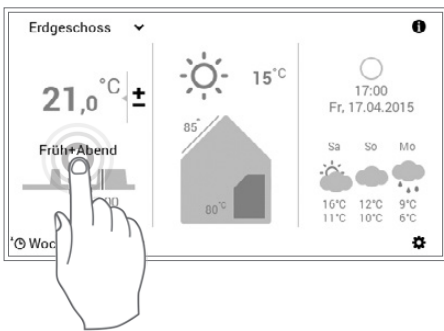 Erdgeschoss
21,0 °C ±
Früh+Abend
00
Woc
15°C
85°
00°C
17:00
Fr, 17.04.2015
Sa So Mo
16°C 12°C 9°C
11°C 10°C 6°C